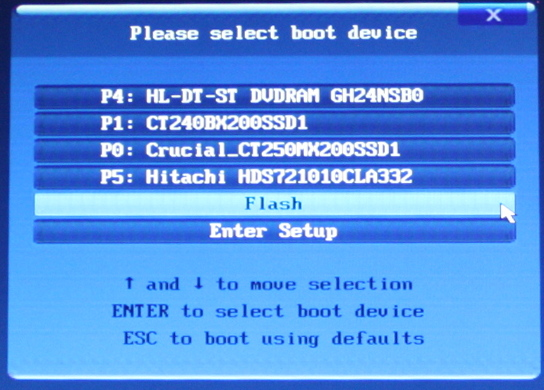 X
Please select boot device
P4: HL-DT-ST DVDRAM GH24NSB0
P1: CT240BX200SSD1
P0: Crucial_CT250MX200SSD1
P5: Hitachi HDS721010CLA332
Flash
Enter Setup
↑ and ↓ to move selection
ENTER to select boot device
ESC to boot using defaults